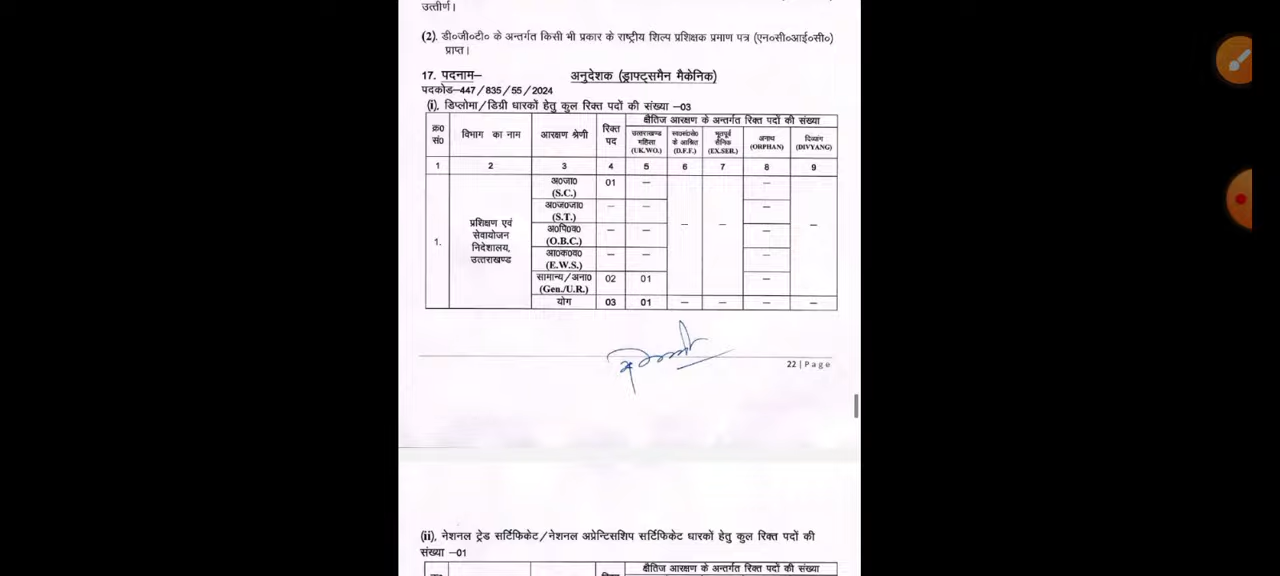 उत्तीर्ण।
(2). डी०जी०टी० के अन्तर्गत किसी भी प्रकार के राष्ट्रीय शिल्प प्रशिक्षक प्रमाण पत्र (एन०सी०आई०सी०)
प्राप्त।
17. पदनाम– अनुदेशक (ड्राफ्ट्समैन मैकेनिक)
पदकोड–447/835/55/2024
(i). डिप्लोमा/डिग्री धारकों हेतु कुल रिक्त पदों की संख्या –03
क्र० सं० विभाग का नाम आरक्षण श्रेणी रिक्त पद क्षैतिज आरक्षण के अन्तर्गत रिक्त पदों की संख्या
उत्तराखण्ड महिला (UK.WO.) स्व०सं०से० के आश्रित (D.F.F.) भूतपूर्व सैनिक (EX.SER.) अनाथ (ORPHAN) दिव्यांग (DIVYANG)
1 2 3 4 5 6 7 8 9
1. प्रशिक्षण एवं सेवायोजन निदेशालय, उत्तराखण्ड
अ०जा० (S.C.) 01 – –
अ०ज०जा० (S.T.) – – –
अ०पि०व० (O.B.C.) – – – – – –
आ०क०व० (E.W.S.) – – –
सामान्य/अना० (Gen./U.R.) 02 01 –
योग 03 01 – – – –
22 | Page
(ii). नेशनल ट्रेड सर्टिफिकेट/नेशनल अप्रेन्टिसशिप सर्टिफिकेट धारकों हेतु कुल रिक्त पदों की
संख्या –01
क्षैतिज आरक्षण के अन्तर्गत रिक्त पदों की संख्या